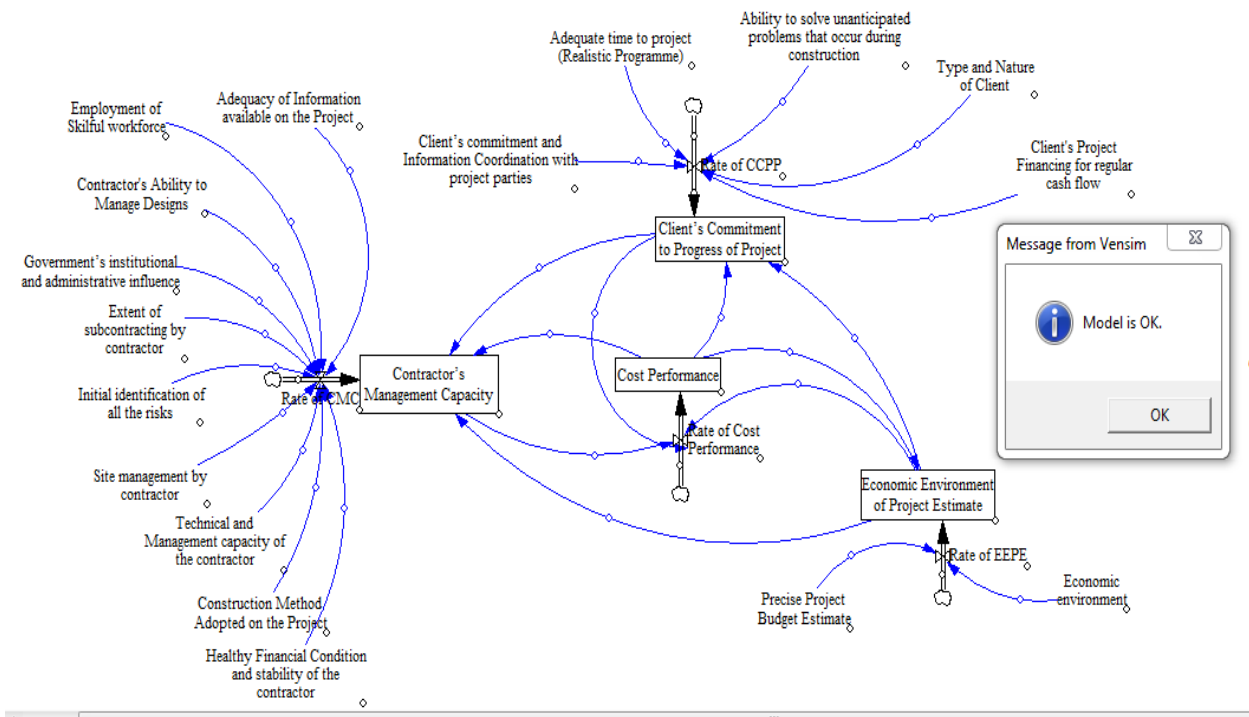 Ability to solve unanticipated
problems that occur during
construction
Adequate time to project
(Realistic Programme)
Type and Nature
of Client
Adequacy of Information
available on the Project
Employment of
Skilful workforce
Client's commitment and
Information Coordination with
project parties
Rate of CCPP
Client's Project
Financing for regular
cash flow
Contractor's Ability to
Manage Designs
Client's Commitment
to Progress of Project
Message from Vensim
Model is OK.
OK
Government's institutional
and administrative influence
Extent of
subcontracting by
contractor
Contractor's
Management Capacity
Cost Performance
Initial identification of
all the risks
Rate of CMC
Rate of Cost
Performance
Site management by
contractor
Economic Environment
of Project Estimate
Technical and
Management capacity of
the contractor
Rate of EEPE
Precise Project
Budget Estimate
Economic
environment
Construction Method
Adopted on the Project
Healthy Financial Condition
and stability of the
contractor